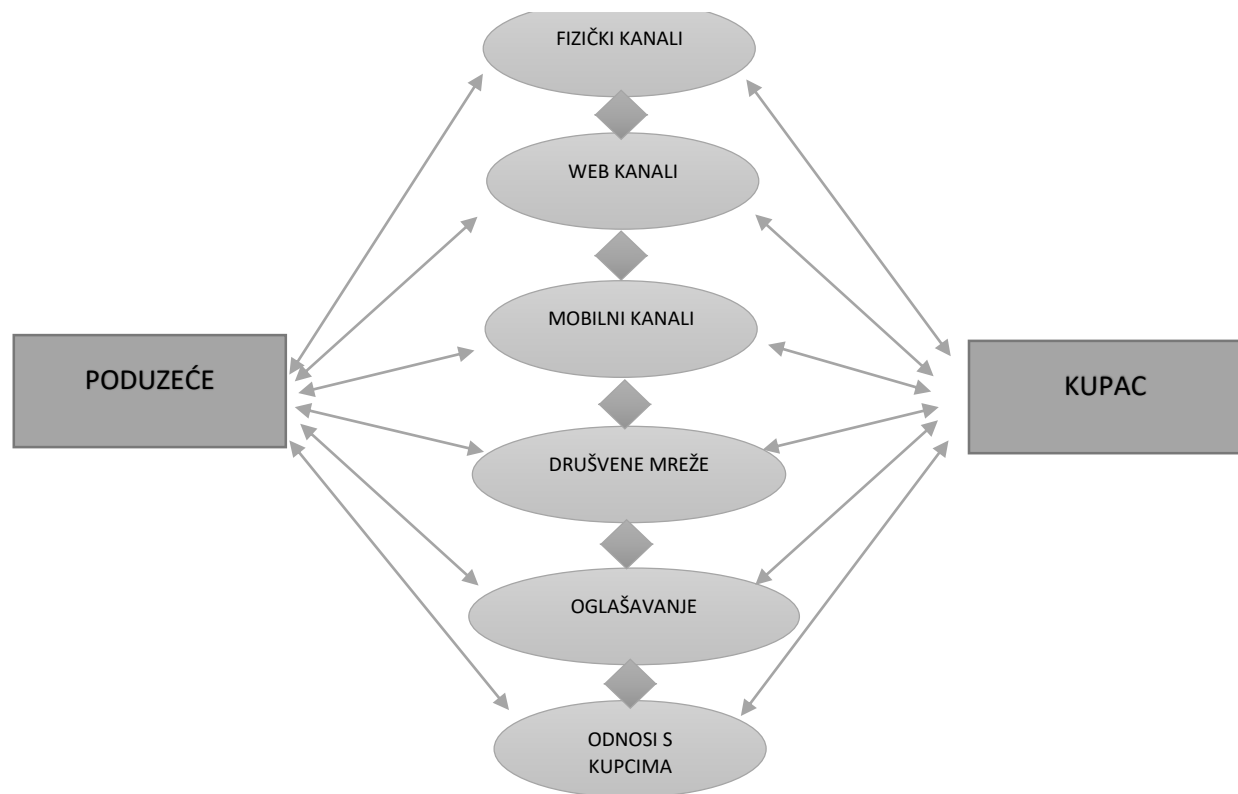 FIZIČKI KANALI
WEB KANALI
MOBILNI KANALI
PODUZEĆE
KUPAC
DRUŠVENE MREŽE
OGLAŠAVANJE
ODNOSI S
KUPCIMA